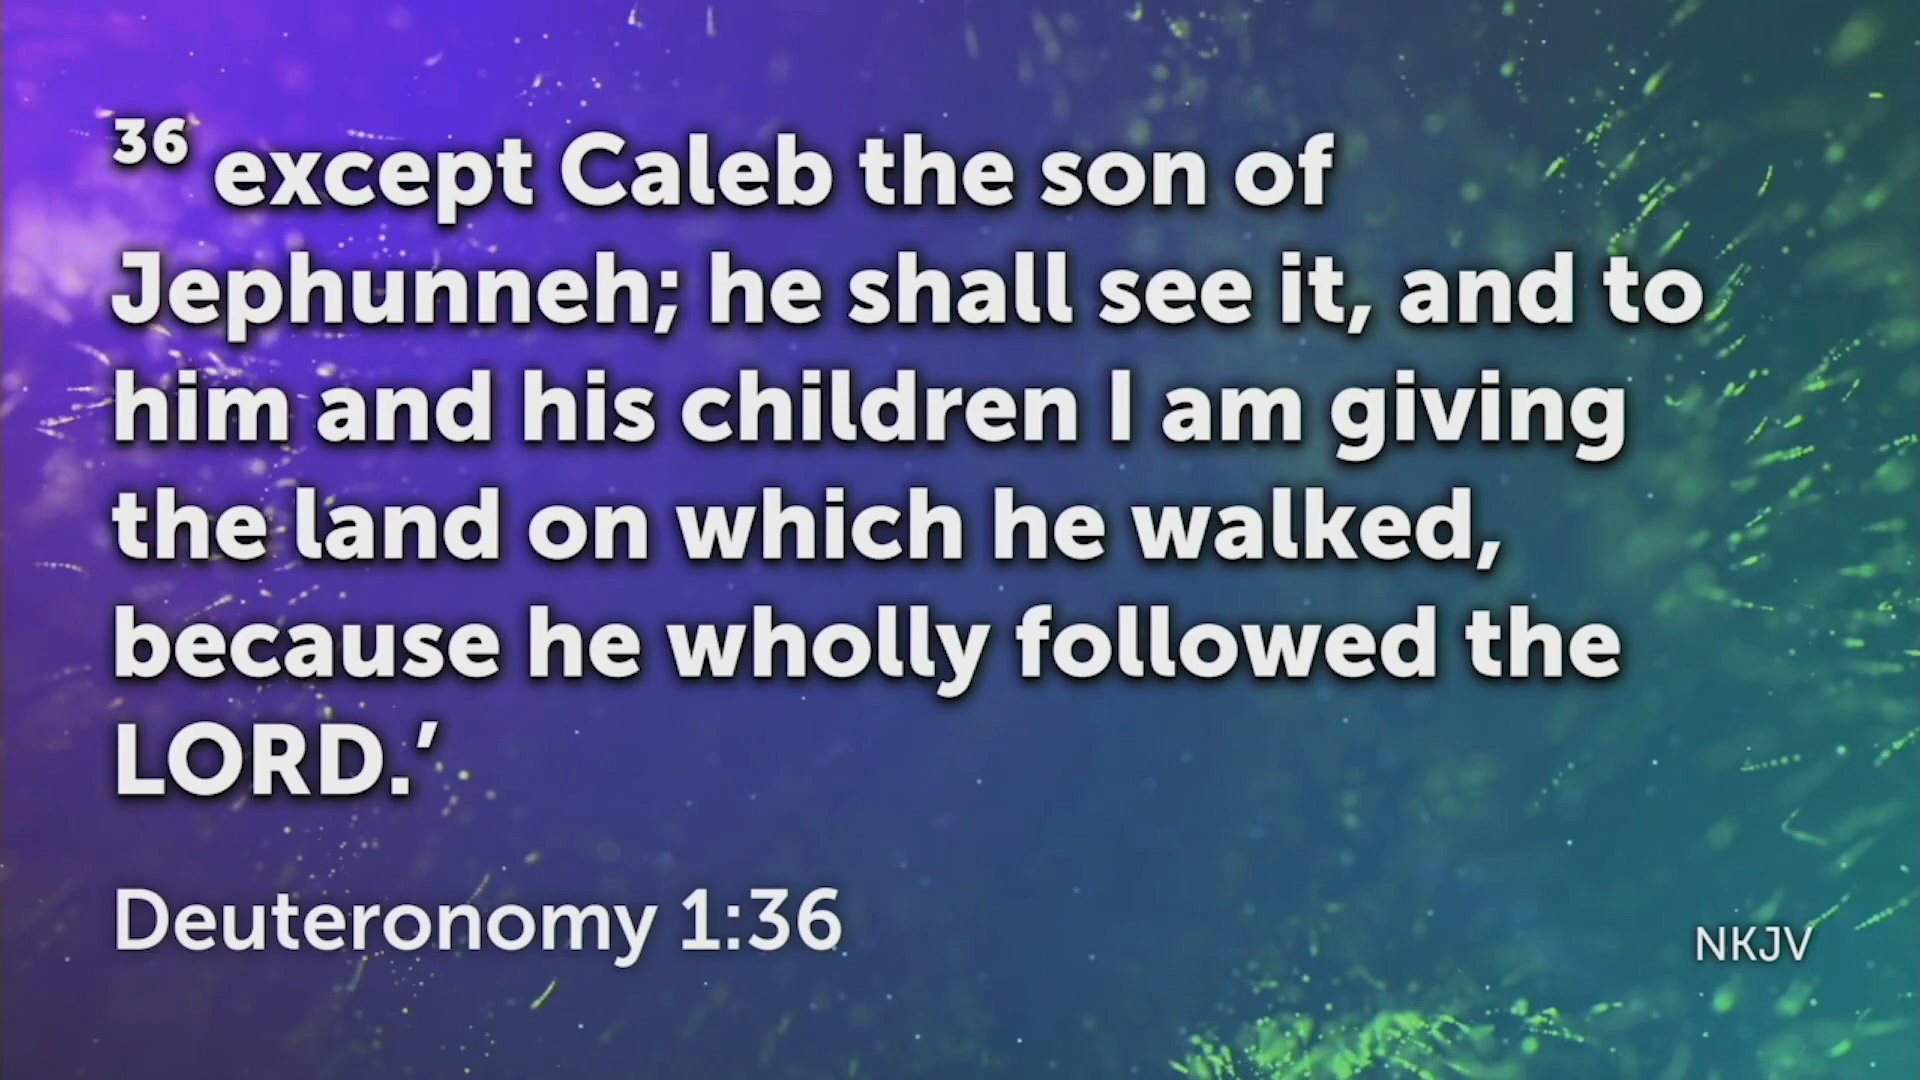 36 except Caleb the son of
Jephunneh; he shall see it, and to
him and his children I am giving
the land on which he walked,
because he wholly followed the
LORD.’
Deuteronomy 1:36
NKJV